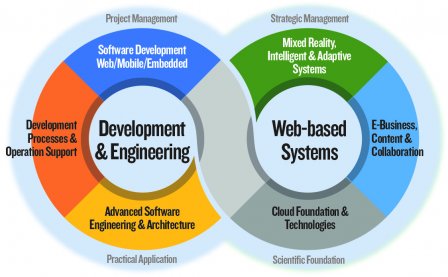 Project Management
Strategic Management
Software Development
Web/Mobile/Embedded
Mixed Reality,
Intelligent & Adaptive
Systems
Development
Processes &
Operation Support
Development
& Engineering
Web-based
Systems
E-Business,
Content &
Collaboration
Advanced Software
Engineering & Architecture
Cloud Foundation &
Technologies
Practical Application
Scientific Foundation